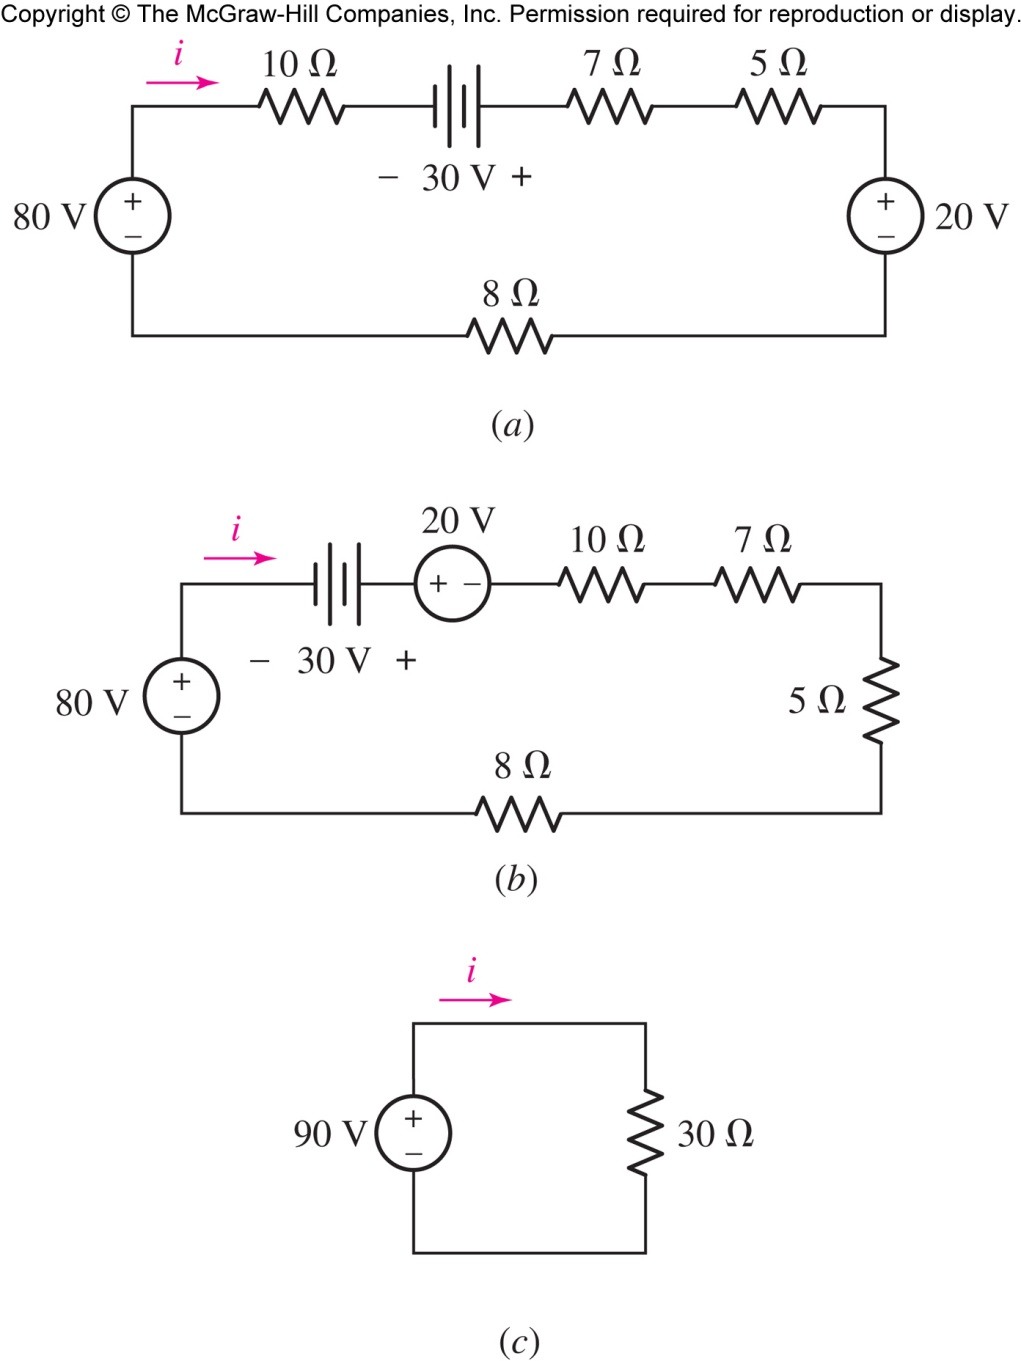 Copyright © The McGraw-Hill Companies, Inc. Permission required for reproduction or display.
i
10 Ω
7 Ω
5 Ω
− 30 V +
80 V
+
−
+
−
20 V
8 Ω
(a)
i
20 V
10 Ω
7 Ω
+ −
− 30 V +
80 V
+
−
5 Ω
8 Ω
(b)
i
90 V
+
−
30 Ω
(c)